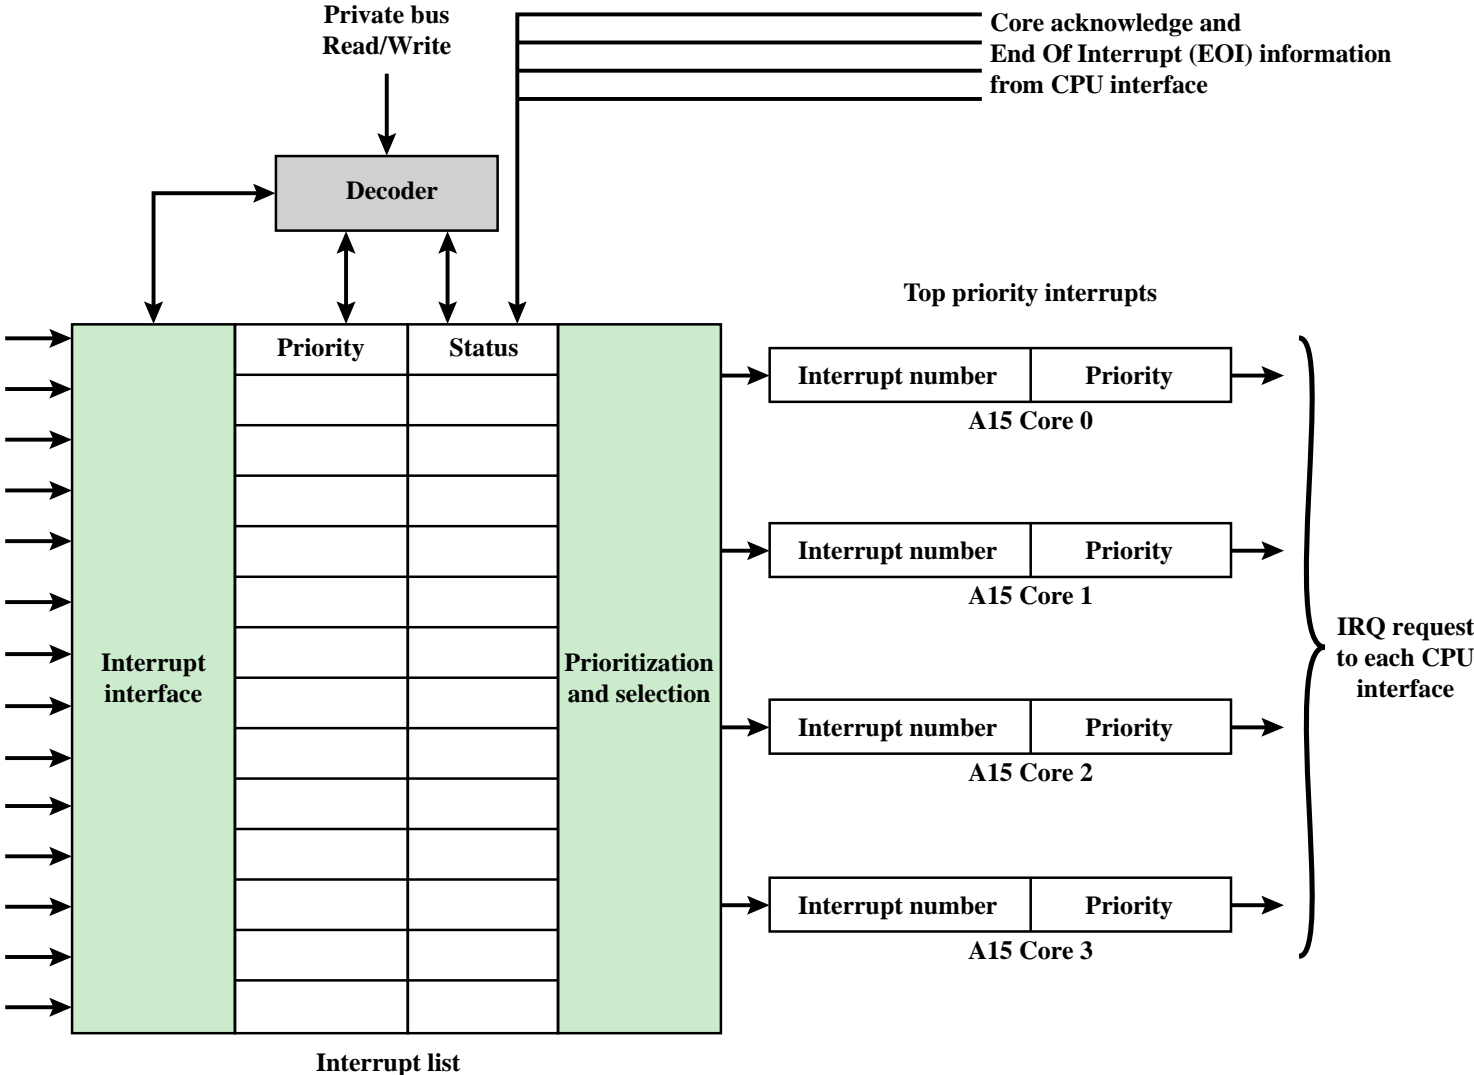 Private bus
Read/Write
Core acknowledge and
End Of Interrupt (EOI) information
from CPU interface
Decoder
Top priority interrupts
Priority
Status
Interrupt number
Priority
A15 Core 0
Interrupt number
Priority
A15 Core 1
Interrupt
interface
Prioritization
and selection
IRQ request
to each CPU
interface
Interrupt number
Priority
A15 Core 2
Interrupt number
Priority
A15 Core 3
Interrupt list